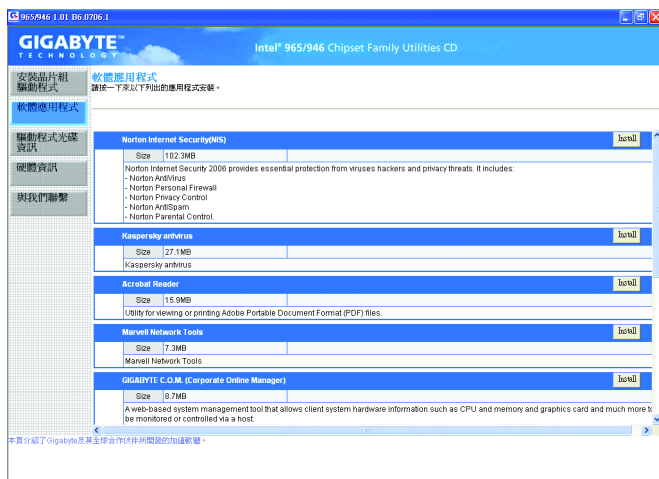 965/946 1.01 B6.0706.1
GIGABYTE™
TECHNOLOGY
Intel® 965/946 Chipset Family Utilities CD
安裝晶片組
驅動程式
軟體應用程式
驅動程式光碟
資訊
硬體資訊
與我們聯繫
軟體應用程式
請按一下來以下列出的應用程式安裝。
Norton Internet Security(NIS)
Install
Size 102.3MB
Norton Internet Security 2006 provides essential protection from viruses hackers and privacy threats. It includes:
- Norton AntiVirus
- Norton Personal Firewall
- Norton Privacy Control
- Norton AntiSpam
- Norton Parental Control.
Kaspersky antvirus
Install
Size 27.1MB
Kaspersky antvirus
Acrobat Reader
Install
Size 15.9MB
Utility for viewing or printing Adobe Portable Document Format (PDF) files.
Marvell Network Tools
Install
Size 7.3MB
Marvell Network Tools
GIGABYTE C.O.M. (Corporate Online Manager)
Install
Size 8.7MB
A web-based system management tool that allows client system hardware information such as CPU and memory and graphics card and much more to
be monitored or controlled via a host.
本頁介紹了Gigabyte及其全球合作伙伴所開發的加值軟體。